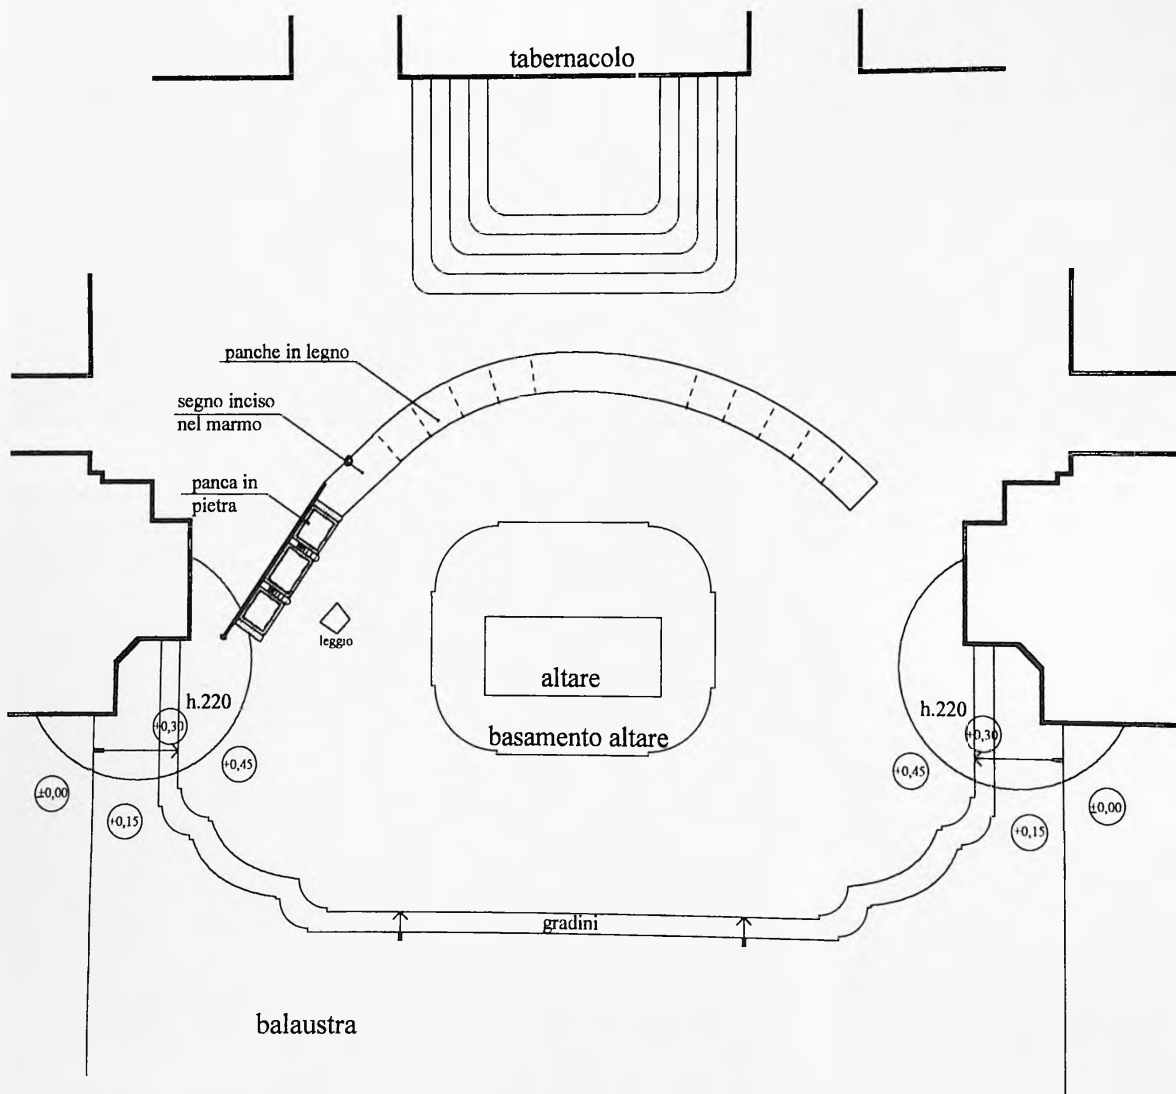 tabernacolo
panche in legno
segno inciso
nel marmo
panca in
pietra
leggio
altare
basamento altare
h.220
+0,30
+0,45
±0,00
+0,15
h.220
+0,30
+0,45
±0,00
+0,15
gradini
balaustra